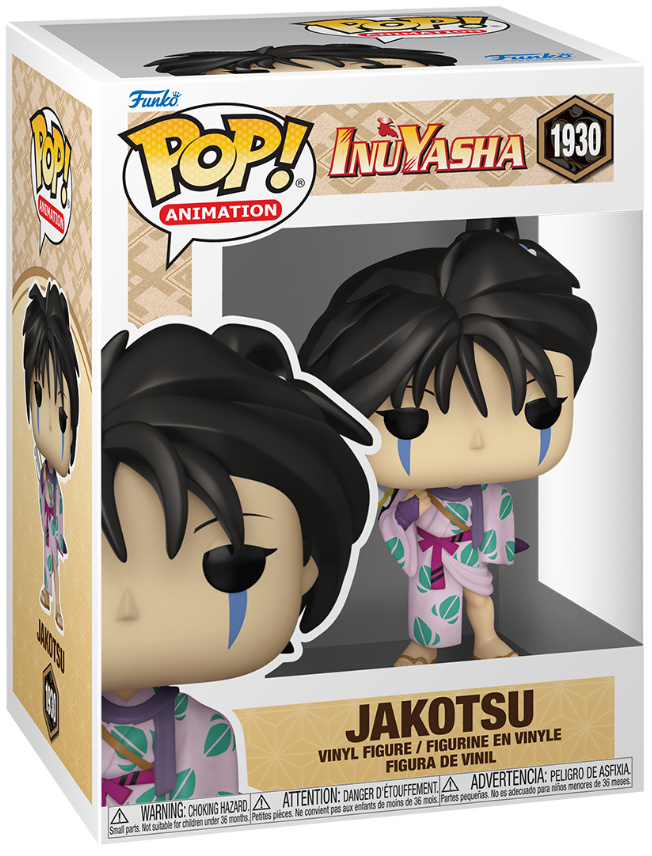 POP!
Funko
POP!
ANIMATION
INUYASHA
1930
POP!
ANIMATION
JAKOTSU
1930
JAKOTSU
VINYL FIGURE / FIGURINE EN VINYLE
FIGURA DE VINIL
WARNING: CHOKING HAZARD.
Small parts. Not suitable for children under 36 months.
ATTENTION: DANGER D'ÉTOUFFEMENT.
Petites pièces. Ne convient pas aux enfants de moins de 36 mois.
ADVERTENCIA: PELIGRO DE ASFIXIA.
Partes pequeñas. No es adecuado para niños menores de 36 meses.